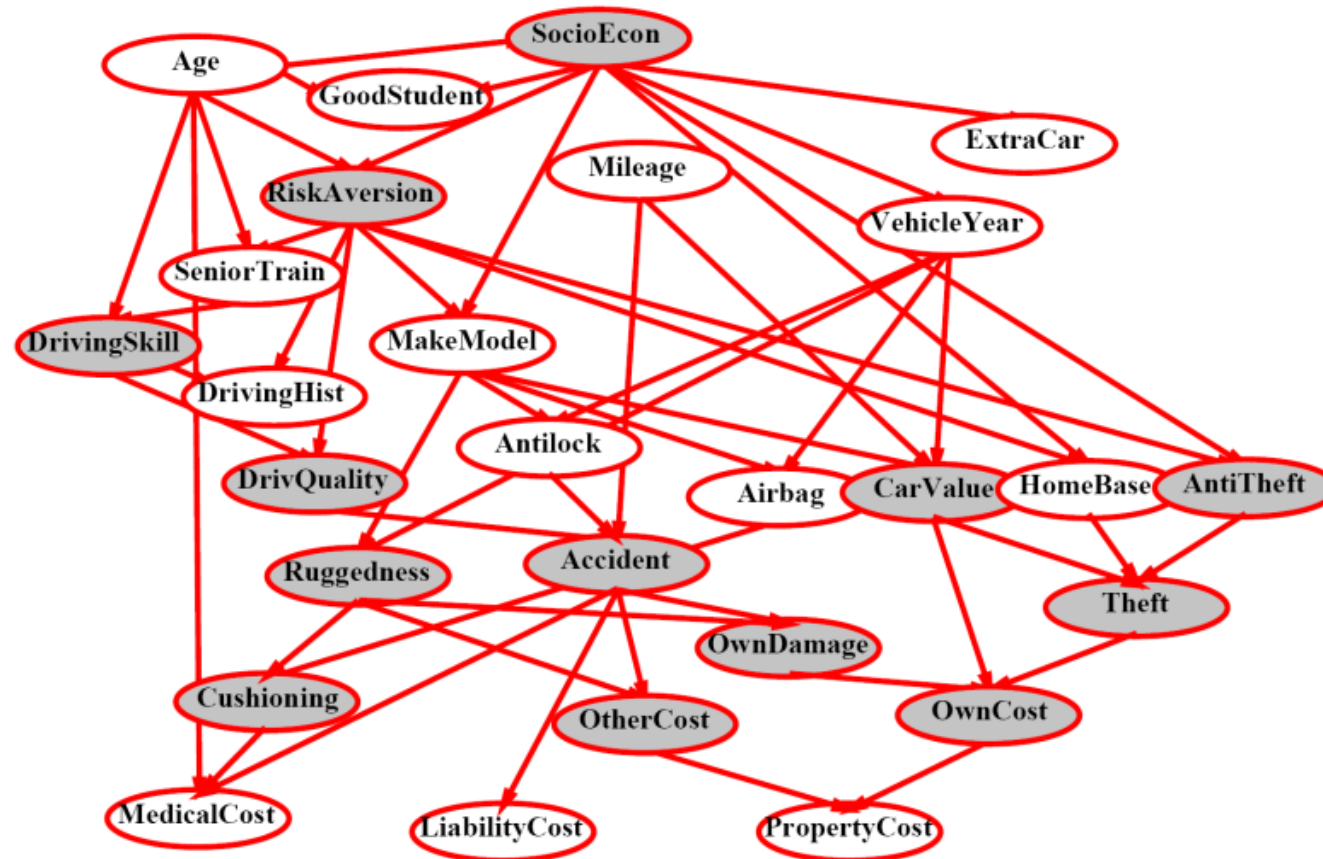 SocioEcon
Age
GoodStudent
ExtraCar
Mileage
RiskAversion
VehicleYear
SeniorTrain
DrivingSkill
MakeModel
DrivingHist
Antilock
DrivQuality
Airbag
CarValue
HomeBase
AntiTheft
Ruggedness
Accident
Theft
OwnDamage
Cushioning
OtherCost
OwnCost
MedicalCost
LiabilityCost
PropertyCost